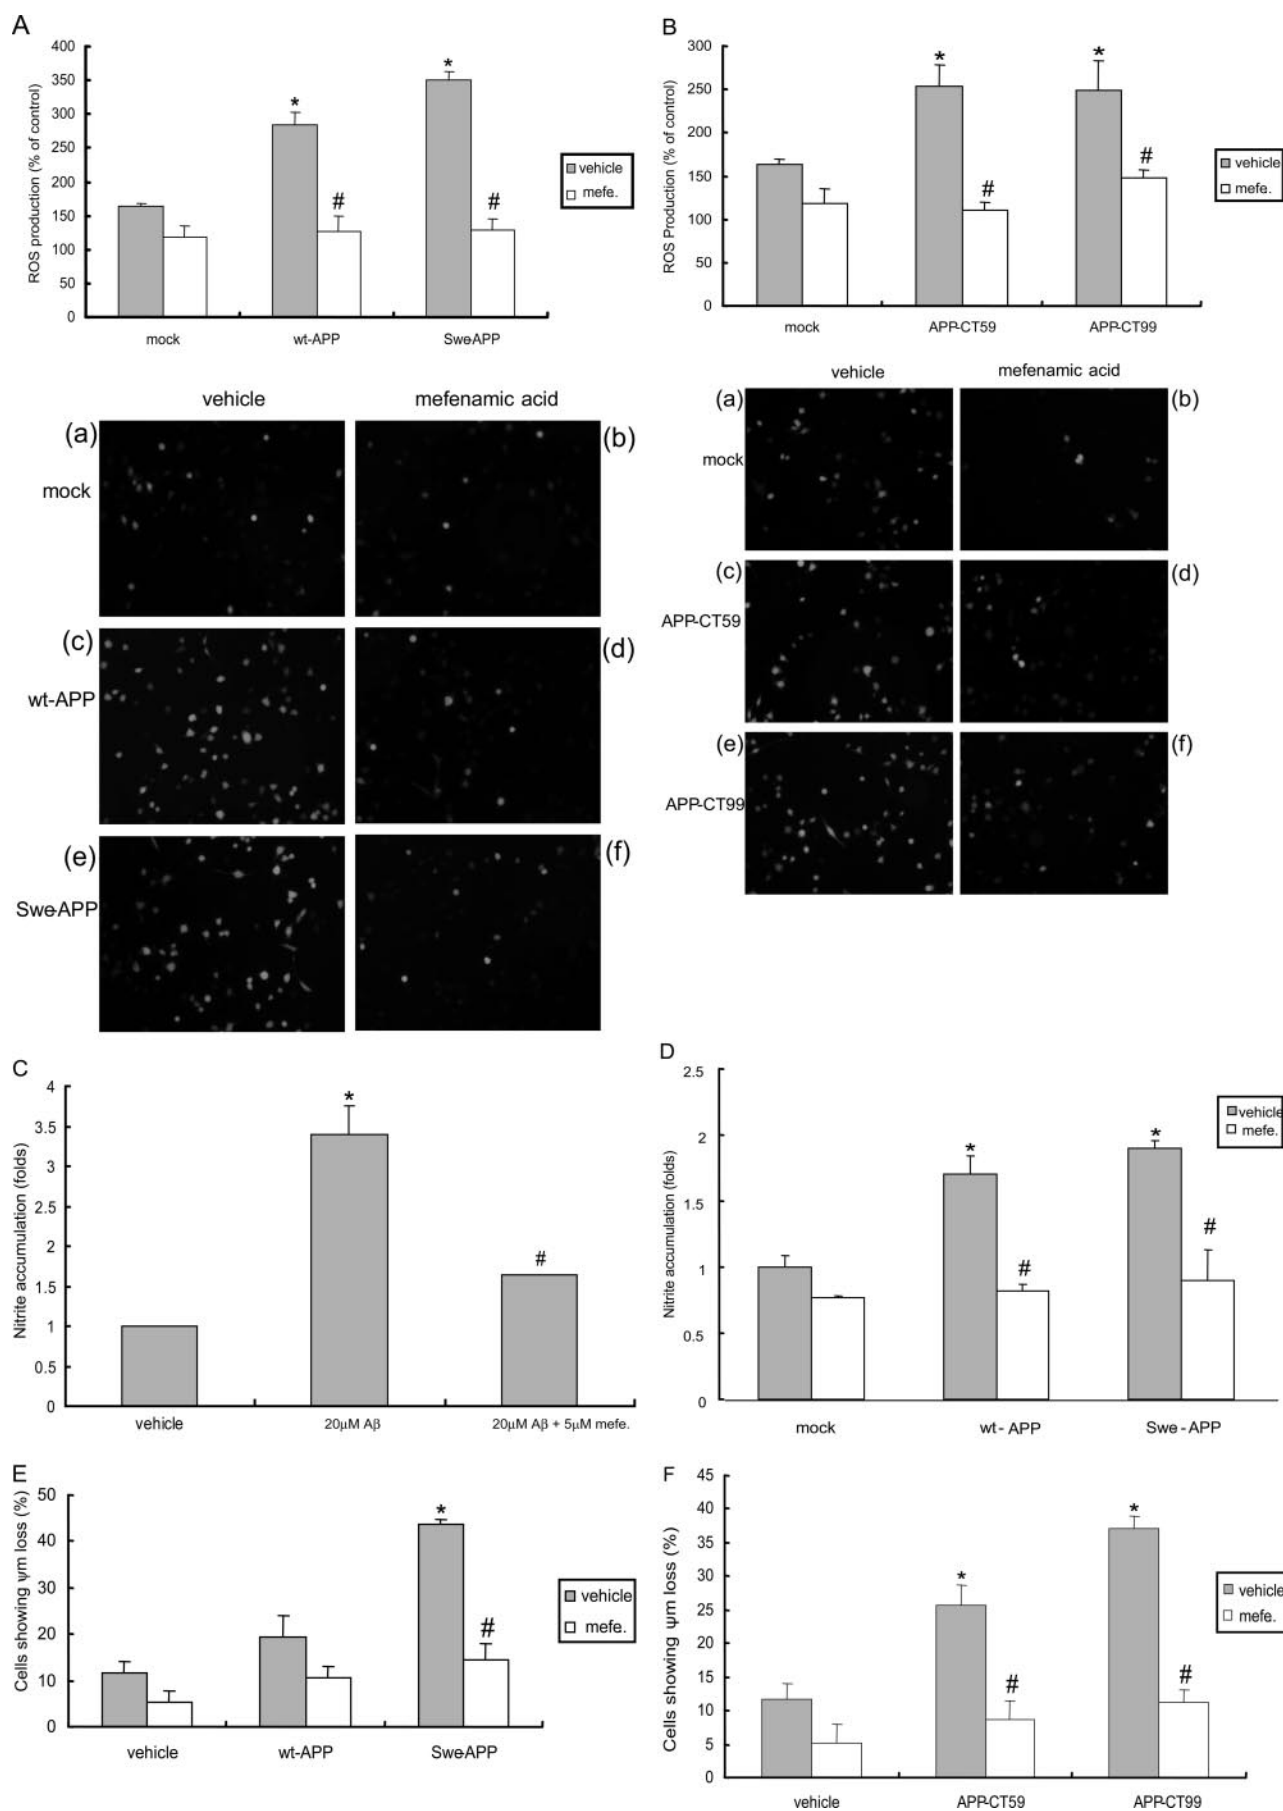 A
ROS production (% of control)
400
350
300
250
200
150
100
50
0
*
*
#
#
mock
wt-APP
SweAPP
vehicle
mefe.
B
ROS Production (% of control)
300
250
200
150
100
50
0
*
*
#
#
mock
APP-CT59
APP-CT99
vehicle
mefe.
vehicle
mefenamic acid
(a)
(b)
mock
(c)
(d)
wt-APP
(e)
(f)
SweAPP
vehicle
mefenamic acid
(a)
(b)
mock
(c)
(d)
APP-CT59
(e)
(f)
APP-CT99
C
Nitrite accumulation (folds)
4
3.5
3
2.5
2
1.5
1
0.5
0
*
#
vehicle
20μM Aβ
20μM Aβ + 5μM mefe.
D
Nitrite accumulation (folds)
2.5
2
1.5
1
0.5
0
*
*
#
#
mock
wt-APP
Swe-APP
vehicle
mefe.
E
Cells showing ψm loss (%)
50
40
30
20
10
0
*
#
vehicle
wt-APP
SweAPP
vehicle
mefe..
F
Cells showing ψm loss (%)
45
40
35
30
25
20
15
10
5
0
*
*
#
#
vehicle
APP-CT59
APP-CT99
vehicle
mefe.